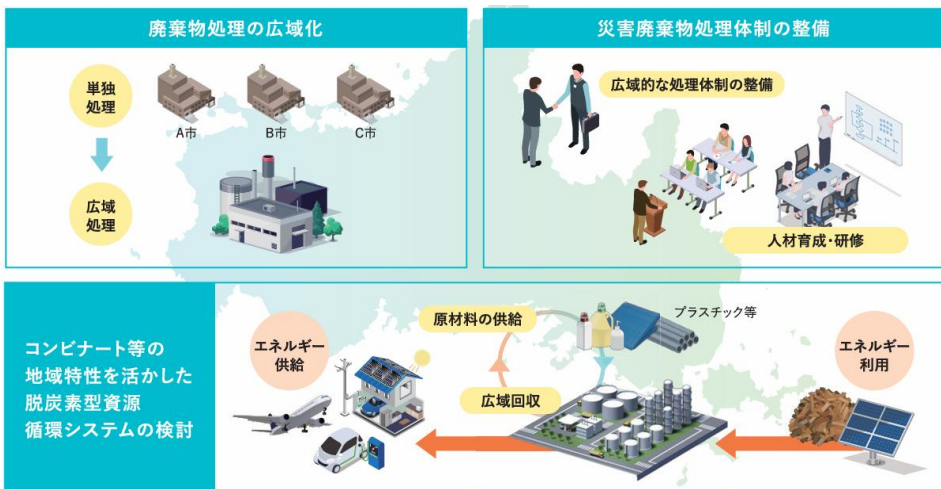 廃棄物処理の広域化
単独
処理
A市
B市
C市
広域
処理
災害廃棄物処理体制の整備
広域的な処理体制の整備
人材育成・研修
コンビナート等の
地域特性を活かした
脱炭素型資源
循環システムの検討
エネルギー
供給
原材料の供給
広域回収
プラスチック等
エネルギー
利用